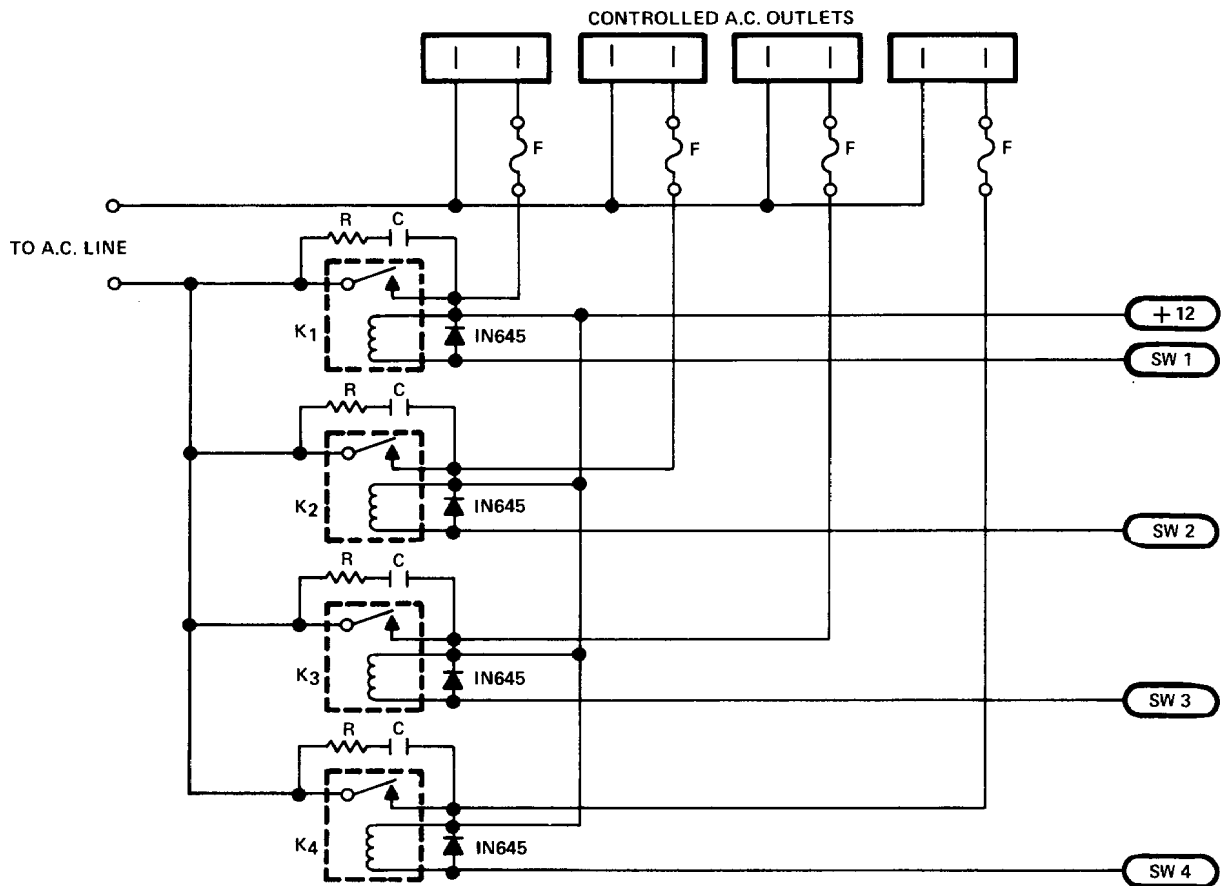 CONTROLLED A.C. OUTLETS
F F F F
TO A.C. LINE
R C
K1
IN645
+ 12
SW 1
R C
K2
IN645
SW 2
R C
K3
IN645
SW 3
R C
K4
IN645
SW 4